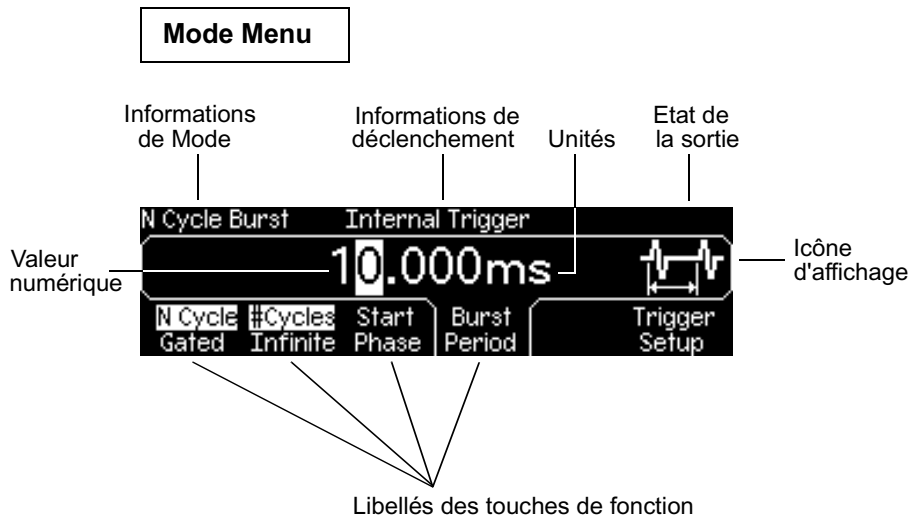 Mode Menu
Informations
de Mode
Informations de
déclenchement
Unités
Etat de
la sortie
N Cycle Burst
Internal Trigger
Valeur
numérique
10.000ms
Icône
d'affichage
N Cycle
Gated
#Cycles
Infinite
Start
Phase
Burst
Period
Trigger
Setup
Libellés des touches de fonction